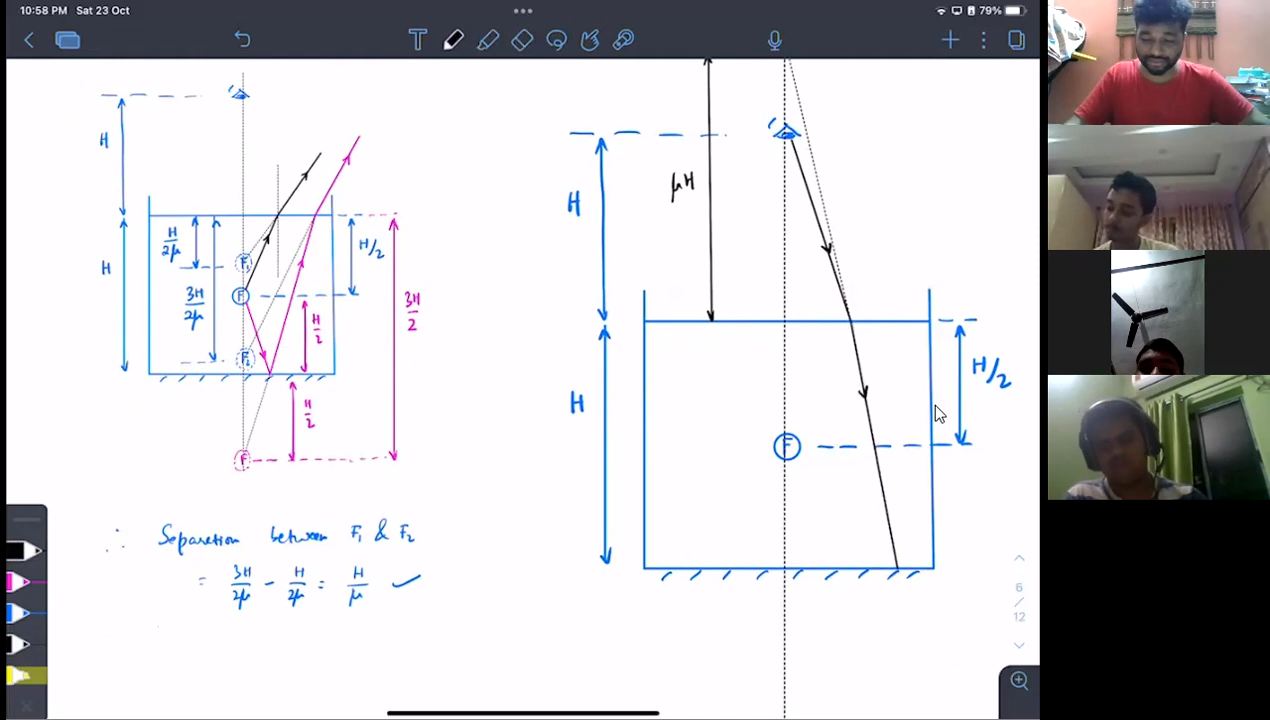 10:58 PM Sat 23 Oct
79%
T
H
H
H/2μ
3H/2μ
F₁
F
F₂
H/2
H/2
H/2
3H/2
F
∴ Separetion between F₁ & F₂
= 3H/2μ - H/2μ = H/μ ✓
μH
H
H
H/2
F
6
/
12